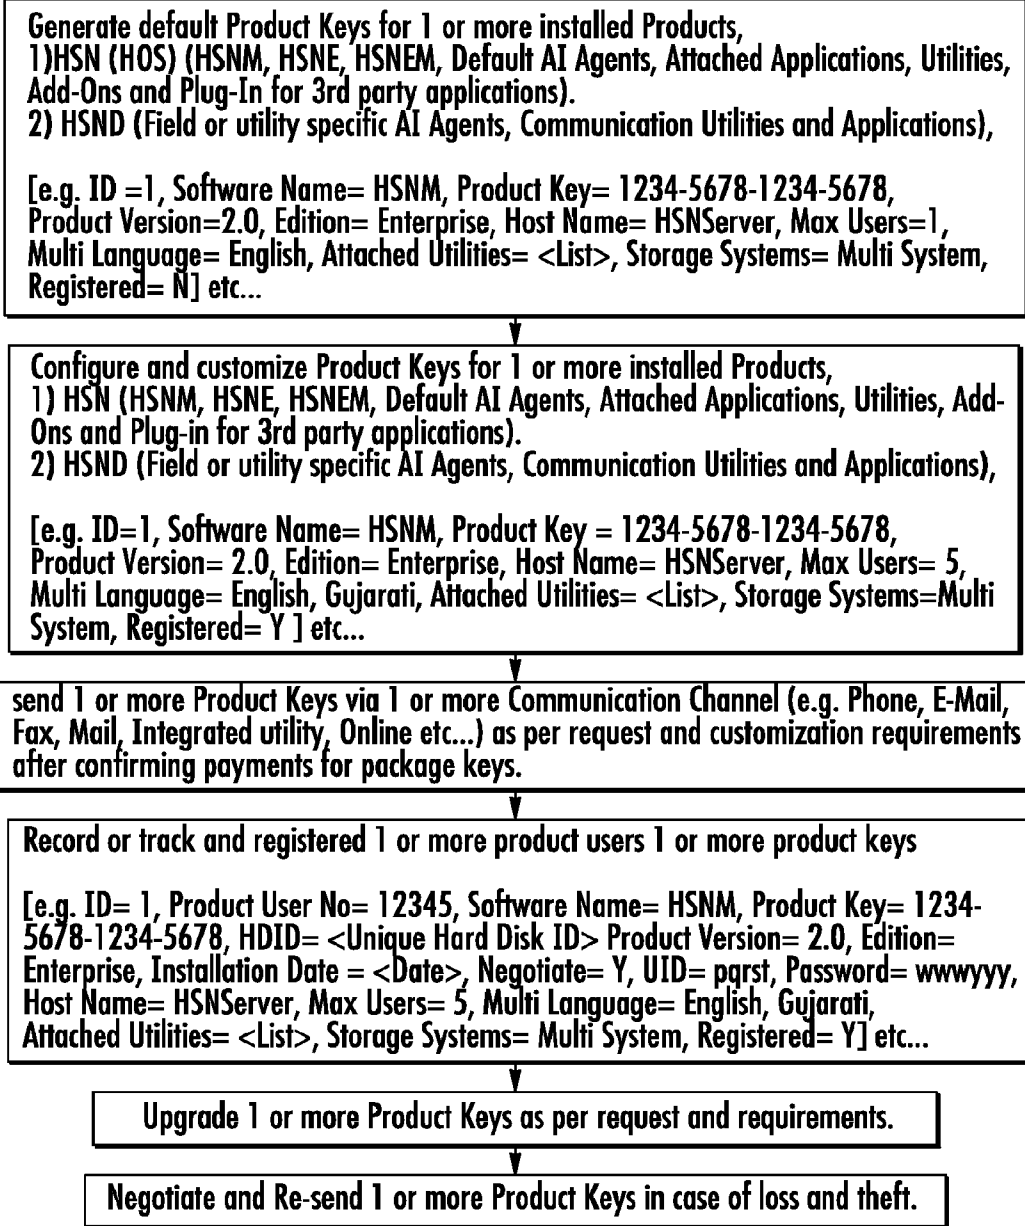 Generate default Product Keys for 1 or more installed Products,
1)HSN (HOS) (HSNM, HSNE, HSNEM, Default AI Agents, Attached Applications, Utilities,
Add-Ons and Plug-In for 3rd party applications).
2) HSND (Field or utility specific AI Agents, Communication Utilities and Applications),
[e.g. ID =1, Software Name= HSNM, Product Key= 1234-5678-1234-5678,
Product Version=2.0, Edition= Enterprise, Host Name= HSNServer, Max Users=1,
Multi Language= English, Attached Utilities= <List>, Storage Systems= Multi System,
Registered= N] etc...
Configure and customize Product Keys for 1 or more installed Products,
1) HSN (HSNM, HSNE, HSNEM, Default AI Agents, Attached Applications, Utilities, Add-
Ons and Plug-in for 3rd party applications).
2) HSND (Field or utility specific AI Agents, Communication Utilities and Applications),
[e.g. ID=1, Software Name= HSNM, Product Key = 1234-5678-1234-5678,
Product Version= 2.0, Edition= Enterprise, Host Name= HSNServer, Max Users= 5,
Multi Language= English, Gujarati, Attached Utilities= <List>, Storage Systems=Multi
System, Registered= Y ] etc...
send 1 or more Product Keys via 1 or more Communication Channel (e.g. Phone, E-Mail,
Fax, Mail, Integrated utility, Online etc...) as per request and customization requirements
after confirming payments for package keys.
Record or track and registered 1 or more product users 1 or more product keys
[e.g. ID= 1, Product User No= 12345, Software Name= HSNM, Product Key= 1234-
5678-1234-5678, HDID= <Unique Hard Disk ID> Product Version= 2.0, Edition=
Enterprise, Installation Date = <Date>, Negotiate= Y, UID= pqrst, Password= wwwyyy,
Host Name= HSNServer, Max Users= 5, Multi Language= English, Gujarati,
Attached Utilities= <List>, Storage Systems= Multi System, Registered= Y] etc...
Upgrade 1 or more Product Keys as per request and requirements.
Negotiate and Re-send 1 or more Product Keys in case of loss and theft.